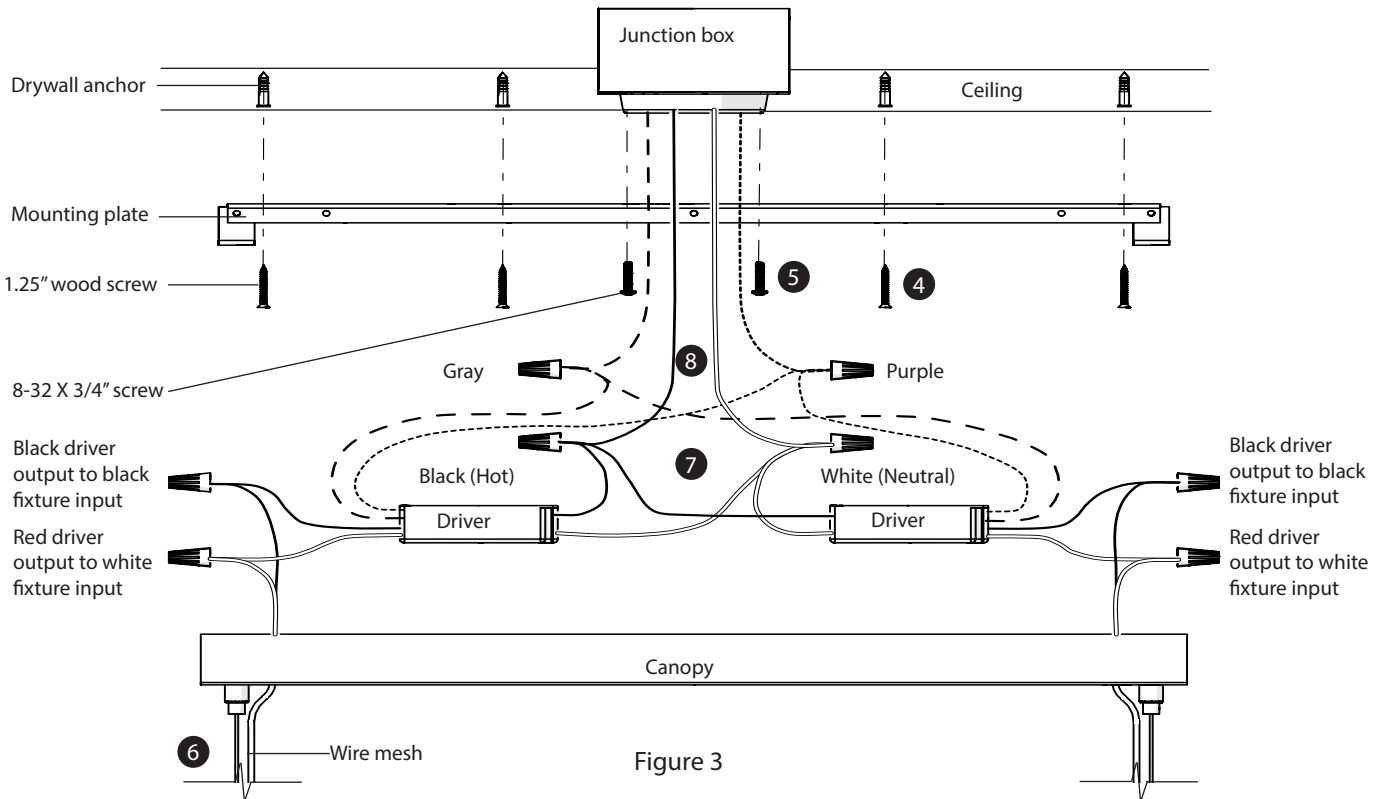 Junction box
Drywall anchor
Ceiling
Mounting plate
1.25” wood screw
5
4
8
Gray
Purple
8-32 X 3/4” screw
Black driver
output to black
fixture input
Black (Hot)
7
White (Neutral)
Black driver
output to black
fixture input
Driver
Driver
Red driver
output to white
fixture input
Red driver
output to white
fixture input
Canopy
6
Wire mesh
Figure 3